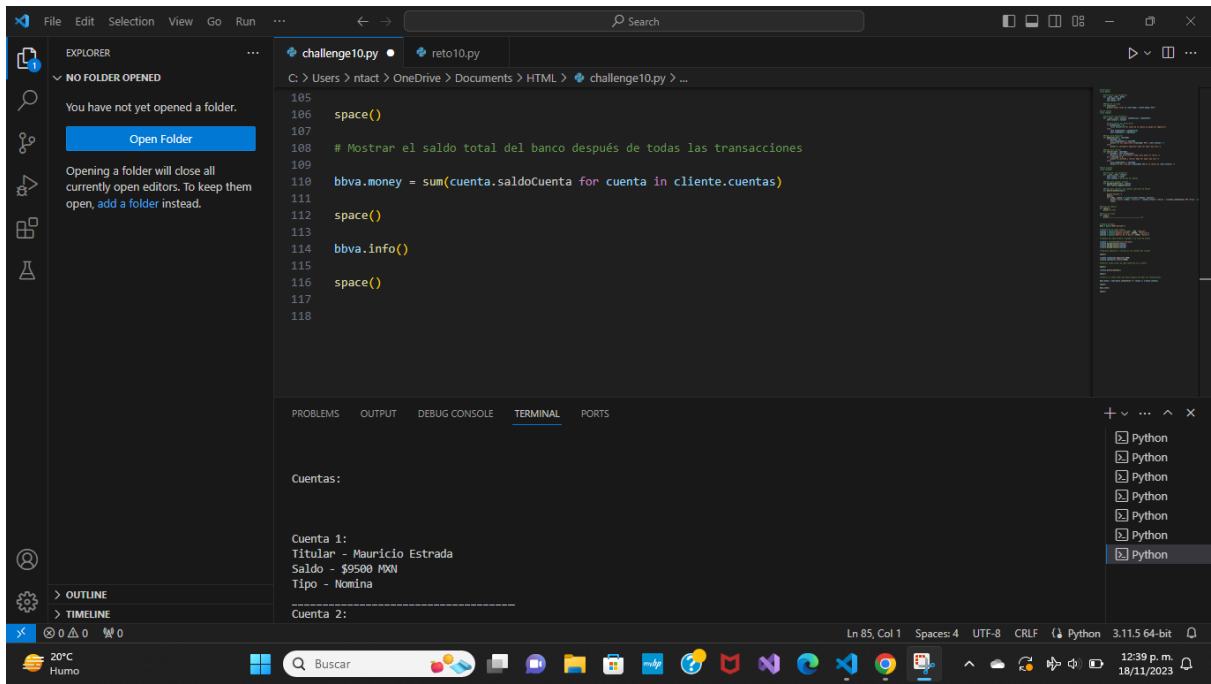 File Edit Selection View Go Run ··· Search
EXPLORER ···
NO FOLDER OPENED
You have not yet opened a folder.
Open Folder
Opening a folder will close all
currently open editors. To keep them
open, add a folder instead.
OUTLINE
TIMELINE
challenge10.py reto10.py
C: > Users > ntact > OneDrive > Documents > HTML > challenge10.py > ...
105
106 space()
107
108 # Mostrar el saldo total del banco después de todas las transacciones
109
110 bbva.money = sum(cuenta.saldoCuenta for cuenta in cliente.cuentas)
111
112 space()
113
114 bbva.info()
115
116 space()
117
118
PROBLEMS OUTPUT DEBUG CONSOLE TERMINAL PORTS
Cuentas:
Cuenta 1:
Titular - Mauricio Estrada
Saldo - $9500 MXN
Tipo - Nomina
_____________________________________
Cuenta 2:
Python
Python
Python
Python
Python
Python
Python
1
0 0 0 Ln 85, Col 1 Spaces: 4 UTF-8 CRLF Python 3.11.5 64-bit
20°C
Humo
Buscar
12:39 p. m.
18/11/2023